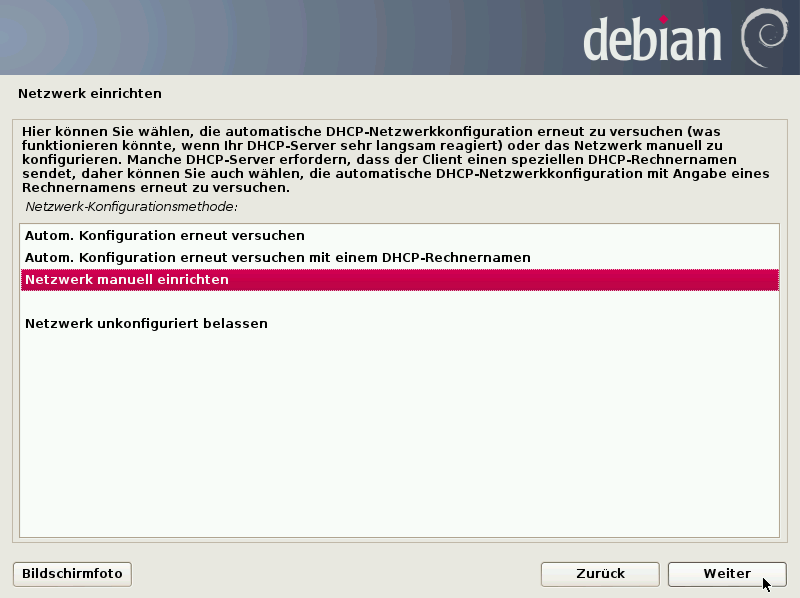 debian
Netzwerk einrichten
Hier können Sie wählen, die automatische DHCP-Netzwerkkonfiguration erneut zu versuchen (was
funktionieren könnte, wenn Ihr DHCP-Server sehr langsam reagiert) oder das Netzwerk manuell zu
konfigurieren. Manche DHCP-Server erfordern, dass der Client einen speziellen DHCP-Rechnernamen
sendet, daher können Sie auch wählen, die automatische DHCP-Netzwerkkonfiguration mit Angabe eines
Rechnernamens erneut zu versuchen.
Netzwerk-Konfigurationsmethode:
Autom. Konfiguration erneut versuchen
Autom. Konfiguration erneut versuchen mit einem DHCP-Rechnernamen
Netzwerk manuell einrichten
Netzwerk unkonfiguriert belassen
Bildschirmfoto
Zurück
Weiter